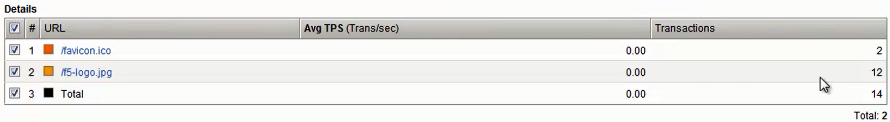 Details
# URL Avg TPS (Trans/sec) Transactions
1 /favicon.ico 0.00 2
2 /f5-logo.jpg 0.00 12
3 Total 0.00 14
Total: 2